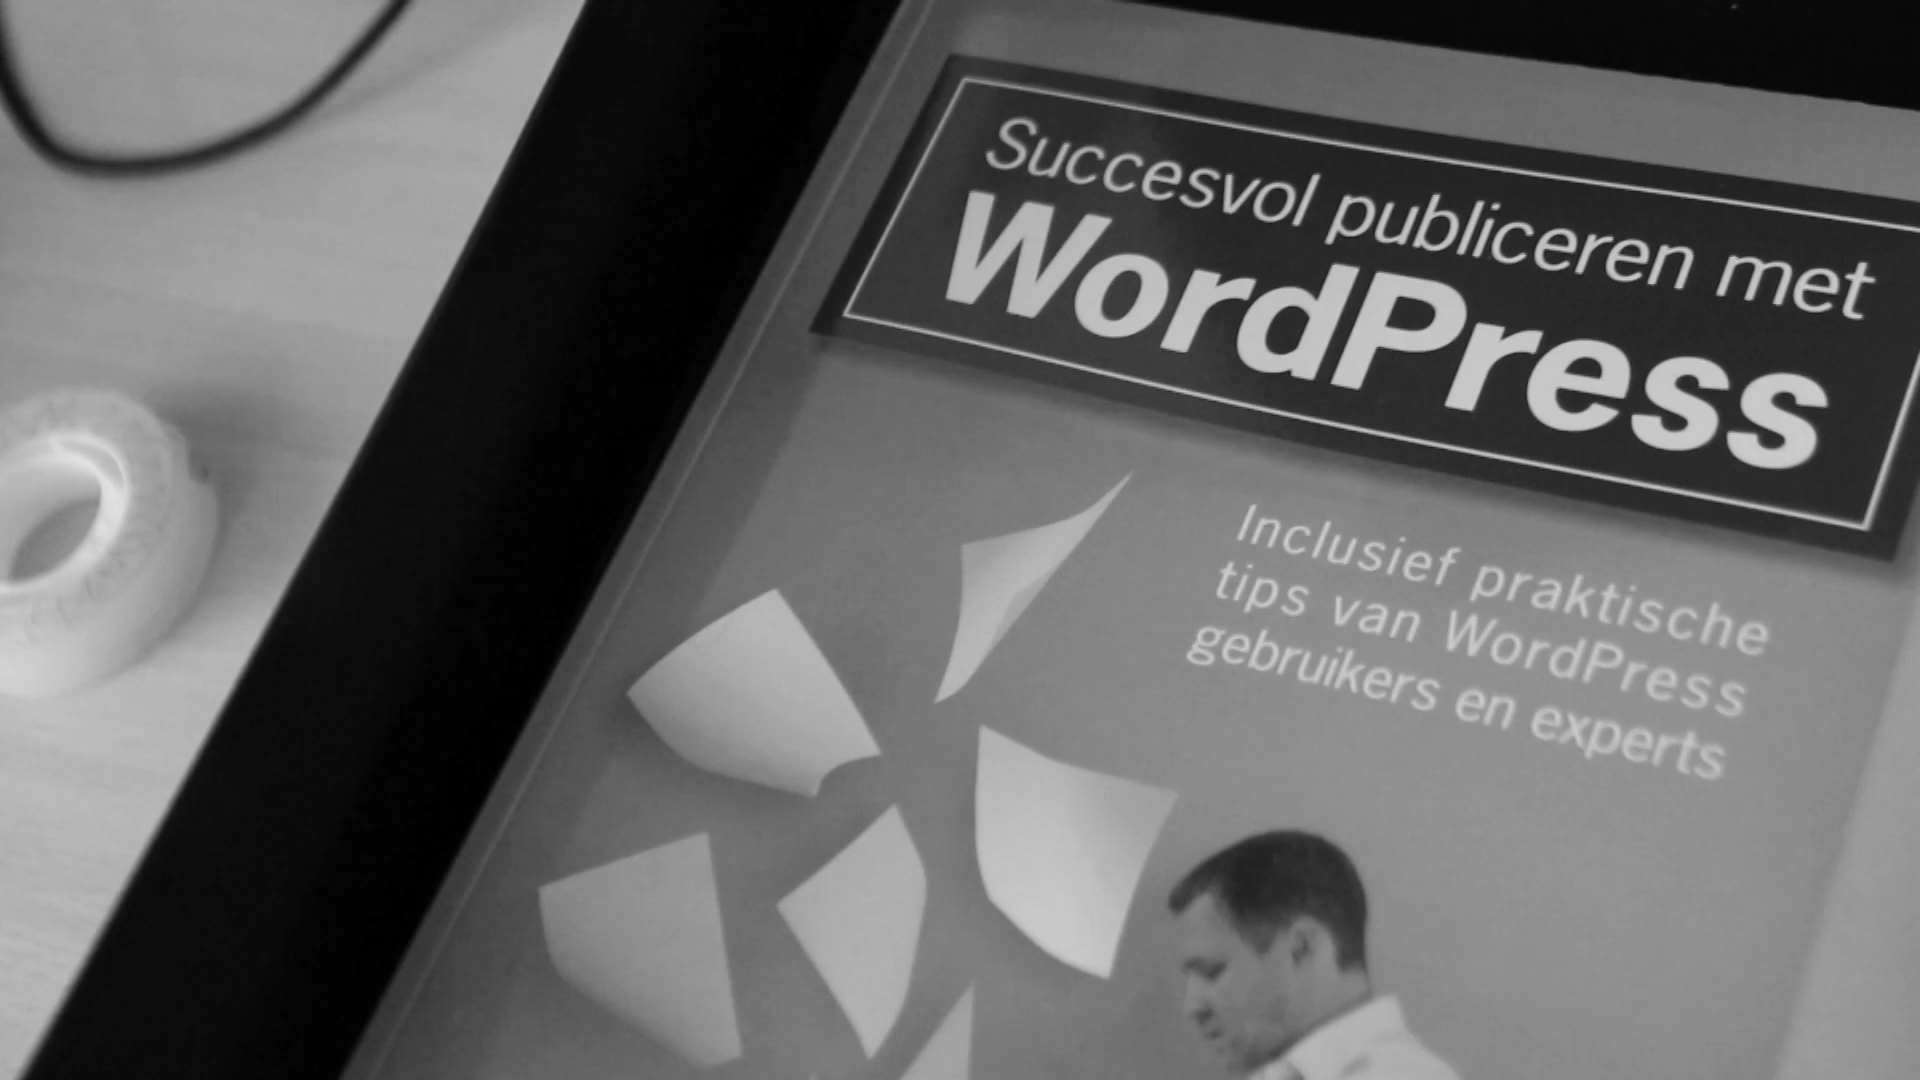 Succesvol publiceren met
WordPress
Inclusief praktische
tips van WordPress
gebruikers en experts